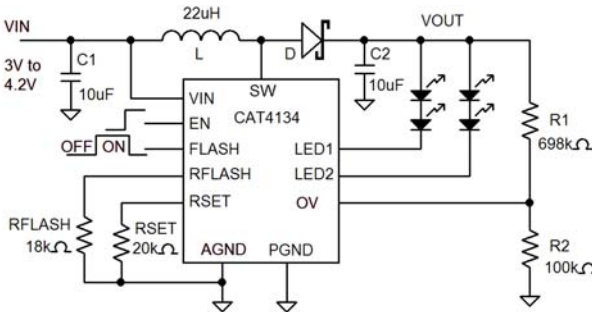 VIN
22uH
VOUT
L
D
C1
C2
3V to
4.2V
10uF
10uF
SW
VIN
CAT4134
EN
R1
698kΩ
OFF ON
FLASH
LED1
RFLASH
LED2
RSET
OV
RFLASH
18kΩ
RSET
20kΩ
AGND
PGND
R2
100kΩ